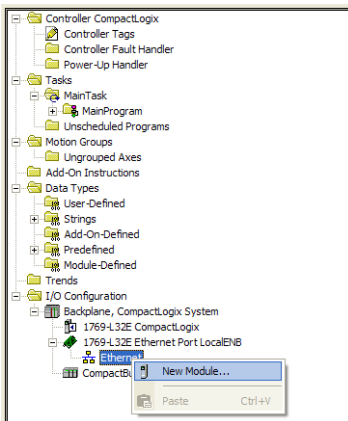 Controller CompactLogix
Controller Tags
Controller Fault Handler
Power-Up Handler
Tasks
MainTask
MainProgram
Unscheduled Programs
Motion Groups
Ungrouped Axes
Add-On Instructions
Data Types
User-Defined
Strings
Add-On-Defined
Predefined
Module-Defined
Trends
I/O Configuration
Backplane, CompactLogix System
1769-L32E CompactLogix
1769-L32E Ethernet Port LocalENB
Ethernet
New Module...
CompactBu
Paste Ctrl+V